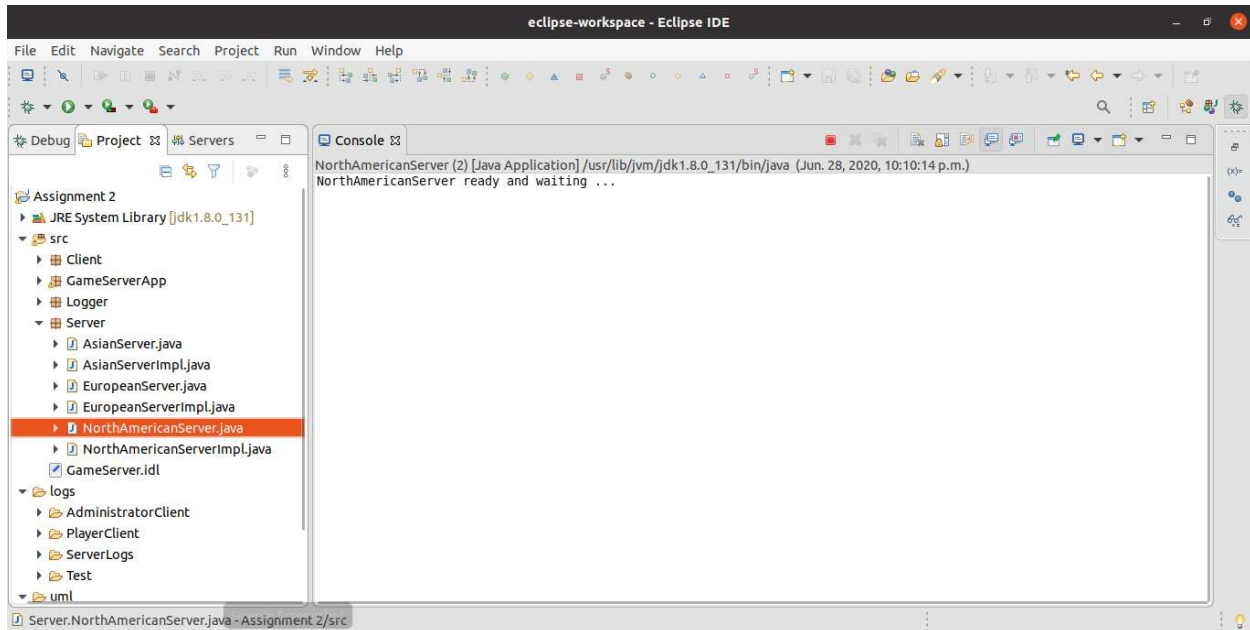 eclipse-workspace - Eclipse IDE
File Edit Navigate Search Project Run Window Help
Debug Project Servers
Console
NorthAmericanServer (2) [Java Application] /usr/lib/jvm/jdk1.8.0_131/bin/java (Jun. 28, 2020, 10:10:14 p.m.)
NorthAmericanServer ready and waiting ...
Assignment 2
JRE System Library [jdk1.8.0_131]
src
Client
GameServerApp
Logger
Server
AsianServer.java
AsianServerImpl.java
EuropeanServer.java
EuropeanServerImpl.java
NorthAmericanServer.java
NorthAmericanServerImpl.java
GameServer.idl
logs
AdministratorClient
PlayerClient
ServerLogs
Test
uml
(x)=
Server.NorthAmericanServer.java - Assignment 2/src